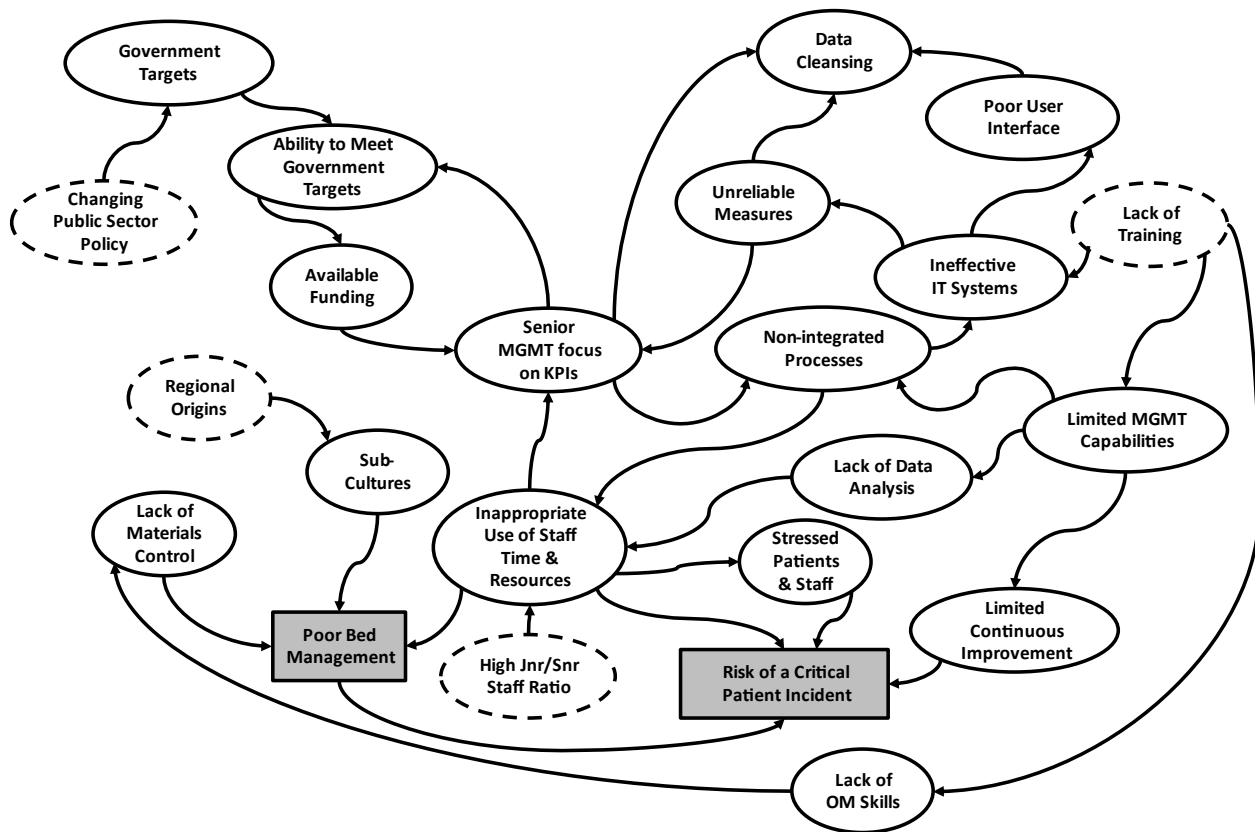 Government
Targets
Data
Cleansing
Poor User
Interface
Ability to Meet
Government
Targets
Changing
Public Sector
Policy
Unreliable
Measures
Lack of
Training
Available
Funding
Ineffective
IT Systems
Senior
MGMT focus
on KPIs
Non-integrated
Processes
Regional
Origins
Limited MGMT
Capabilities
Sub-
Cultures
Lack of Data
Analysis
Lack of
Materials
Control
Inappropriate
Use of Staff
Time &
Resources
Stressed
Patients
& Staff
Limited
Continuous
Improvement
Poor Bed
Management
High Jnr/Snr
Staff Ratio
Risk of a Critical
Patient Incident
Lack of
OM Skills